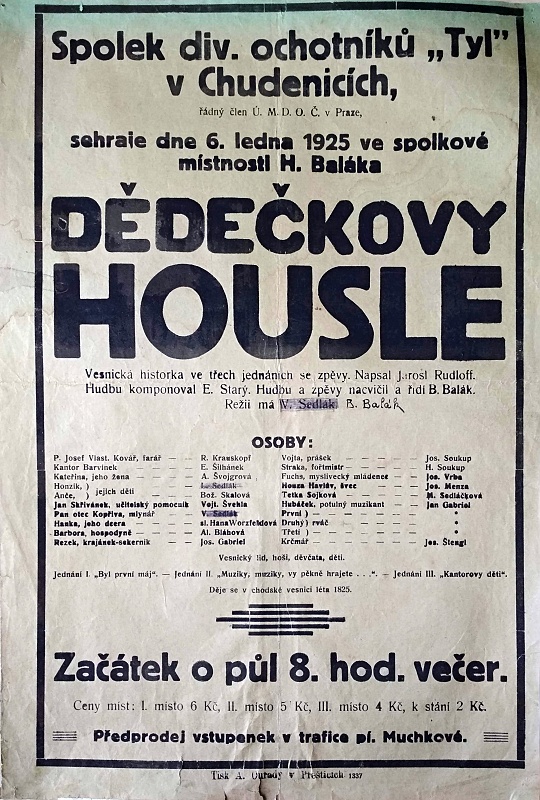 Spolek div. ochotníků „Tyl”
v Chudenicích,
řádný člen Ú. M. D. O. Č. v Praze,
sehraje dne 6. ledna 1925 ve spolkové
místnosti H. Baláka
DĚDEČKOVY
HOUSLE
Vesnická historka ve třech jednáních se zpěvy. Napsal Jarosl Rudloff.
Hudbu komponoval E. Starý. Hudbu a zpěvy nacvičil a řídí B. Balák.
Režii má V. Sedlák. B. Balák
OSOBY:
P. Josef Vlast. Kovář, farář — — — R. Krauskopf
Kantor Barvínek — — — E. Šilhánek
Kateřina, jeho žena — — — A. Švojgrova
Honzík, ) jejich děti — — — L. Sedlák
Anče, ) Bož. Skalová
Jan Skřivánek, učitelský pomocník Vojt. Švehla
Pan otec Kopřiva, mlynář — — V. Sedlák
Hanka, jeho dcera — — sl. Hana Worzfeldová
Barbora, hospodyně — — Al. Bláhová
Rezek, krajánek-sekerník — — Jos. Gabriel
Vojta, prášek — — — Jos. Soukup
Straka, fořtmistr — — — H. Soukup
Fuchs, myslivecký mládenec — — Jos. Vrba
Honza Havlův, švec — — Jos. Menza
Tetka Sojková — — M. Sedláčková
Hubáček, potulný muzikant — Jan Gabriel
První ) — — — "
Druhý ) rváč — — — "
Třetí ) — — — "
Krčmář — — — Jos. Štengl
Vesnický lid, hoši, děvčata, děti.
Jednání I. „Byl první máj“. — Jednání II. „Muziky, muziky, vy pěkně hrajete . . .“. — Jednání III. „Kantorovy děti“.
Děje se v chodské vesnici léta 1825.
Začátek o půl 8. hod. večer.
Ceny míst: I. místo 6 Kč, II. místo 5 Kč, III. místo 4 Kč, k stání 2 Kč.
Předprodej vstupenek v trafice pí. Muchkové.
Tisk A. Uhrady v Přešticích 1337